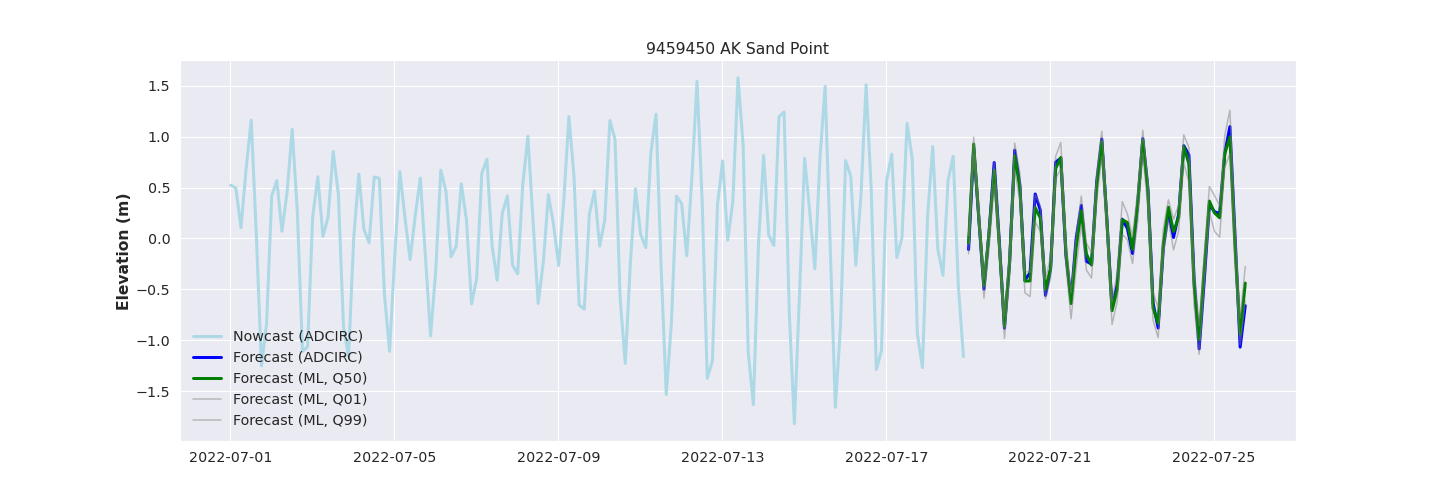 9459450 AK Sand Point
Elevation (m)
1.5
1.0
0.5
0.0
−0.5
−1.0
−1.5
Nowcast (ADCIRC)
Forecast (ADCIRC)
Forecast (ML, Q50)
Forecast (ML, Q01)
Forecast (ML, Q99)
2022-07-01
2022-07-05
2022-07-09
2022-07-13
2022-07-17
2022-07-21
2022-07-25